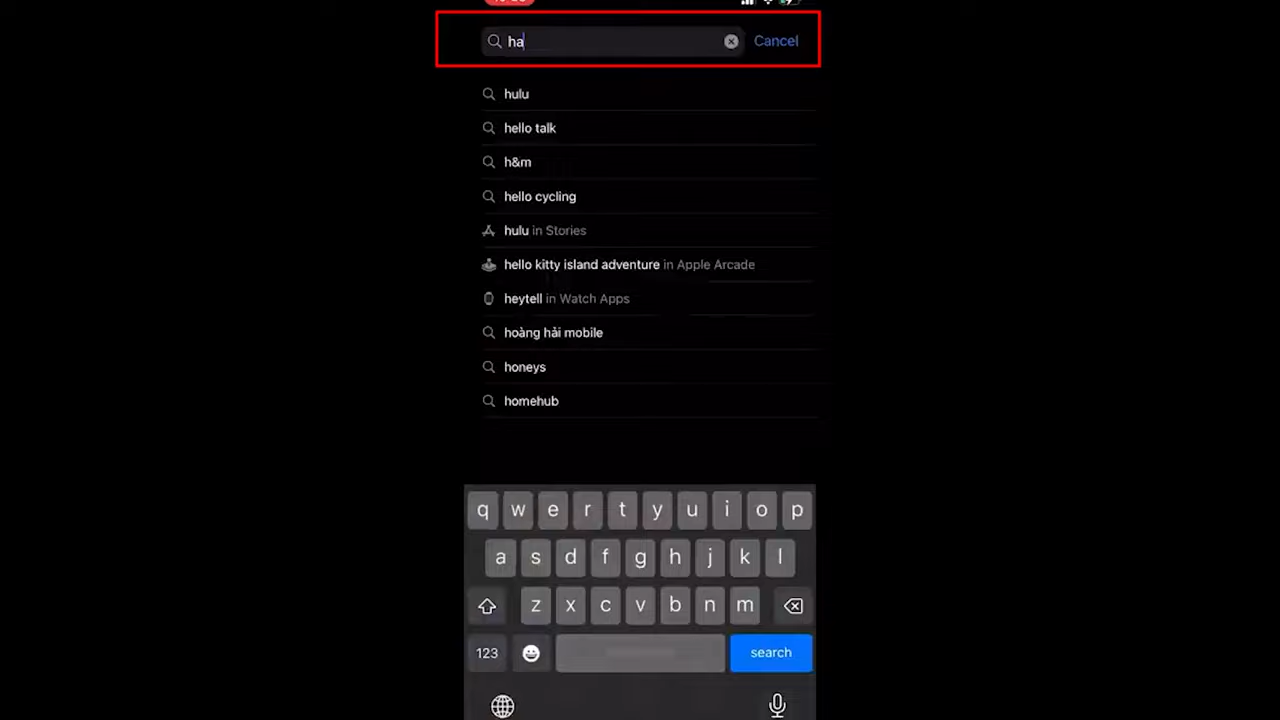 ha
Cancel
hulu
hello talk
h&m
hello cycling
hulu in Stories
hello kitty island adventure in Apple Arcade
heytell in Watch Apps
hoàng hải mobile
honeys
homehub
q w e r t y u i o p
a s d f g h j k l
z x c v b n m
123
search